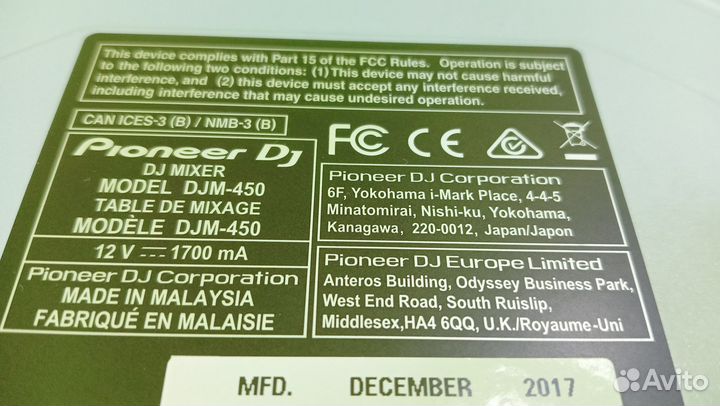 This device complies with Part 15 of the FCC Rules. Operation is subject
to the following two conditions: (1) This device may not cause harmful
interference, and (2) this device must accept any interference received,
including interference that may cause undesired operation.
CAN ICES-3 (B) / NMB-3 (B)
Pioneer Dj
DJ MIXER
MODEL DJM-450
TABLE DE MIXAGE
MODÈLE DJM-450
12 V 1700 mA
Pioneer DJ Corporation
MADE IN MALAYSIA
FABRIQUÉ EN MALAISIE
FC CE
Pioneer DJ Corporation
6F, Yokohama i-Mark Place, 4-4-5
Minatomirai, Nishi-ku, Yokohama,
Kanagawa, 220-0012, Japan/Japon
Pioneer DJ Europe Limited
Anteros Building, Odyssey Business Park,
West End Road, South Ruislip,
Middlesex,HA4 6QQ, U.K./Royaume-Uni
MFD. DECEMBER 2017
Avito